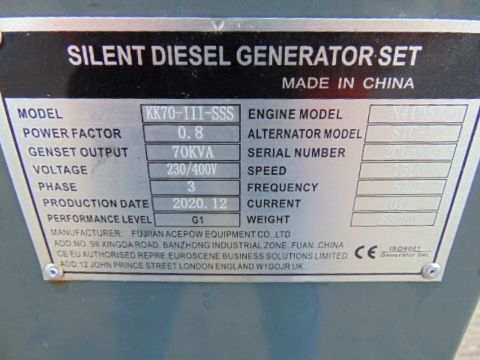 SILENT DIESEL GENERATOR SET
MADE IN CHINA
MODEL KK70-III-SSS ENGINE MODEL
POWER FACTOR 0.8 ALTERNATOR MODEL
GENSET OUTPUT 70KVA SERIAL NUMBER
VOLTAGE 230/400V SPEED
PHASE 3 FREQUENCY
PRODUCTION DATE 2020.12 CURRENT
PERFORMANCE LEVEL G1 WEIGHT
FUJIIAN ACEPOW EQUIPMENT CO.,LTD
ADD.NO. 98 XINGDA ROAD. BANZHONG INDUSTRIAL ZONE. FUAN. CHINA
CE EU AUTHORISED REPRE:EUROSCENE BUSINESS SOLUTIONS LIMITED
ADD.12 JOHN PRINCE STREET LONDON ENGLAND W1GOJR UK.
CE ISO9001
Generator Set